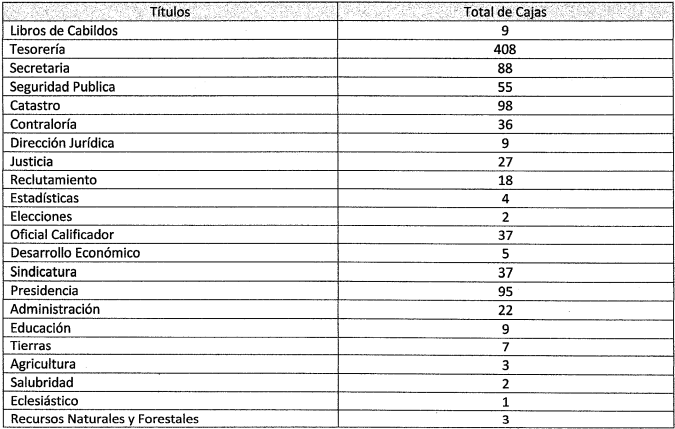 Títulos Total de Cajas
Libros de Cabildos 9
Tesorería 408
Secretaria 88
Seguridad Publica 55
Catastro 98
Contraloría 36
Dirección Jurídica 9
Justicia 27
Reclutamiento 18
Estadísticas 4
Elecciones 2
Oficial Calificador 37
Desarrollo Económico 5
Sindicatura 37
Presidencia 95
Administración 22
Educación 9
Tierras 7
Agricultura 3
Salubridad 2
Eclesiástico 1
Recursos Naturales y Forestales 3